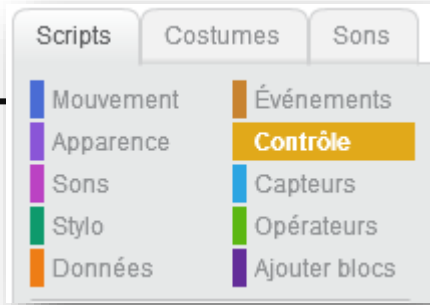 Scripts Costumes Sons
Mouvement Événements
Apparence Contrôle
Sons Capteurs
Stylo Opérateurs
Données Ajouter blocs